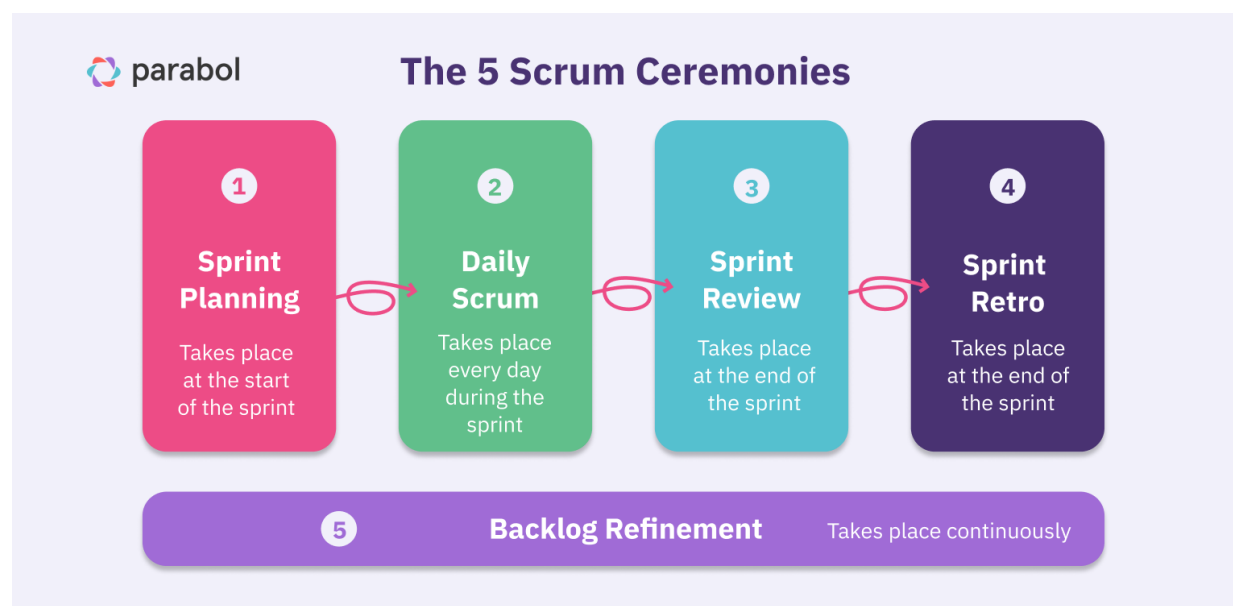 parabol
The 5 Scrum Ceremonies
1
Sprint
Planning
Takes place
at the start
of the sprint
2
Daily
Scrum
Takes place
every day
during the
sprint
3
Sprint
Review
Takes place
at the end of
the sprint
4
Sprint
Retro
Takes place
at the end of
the sprint
5
Backlog Refinement
Takes place continuously